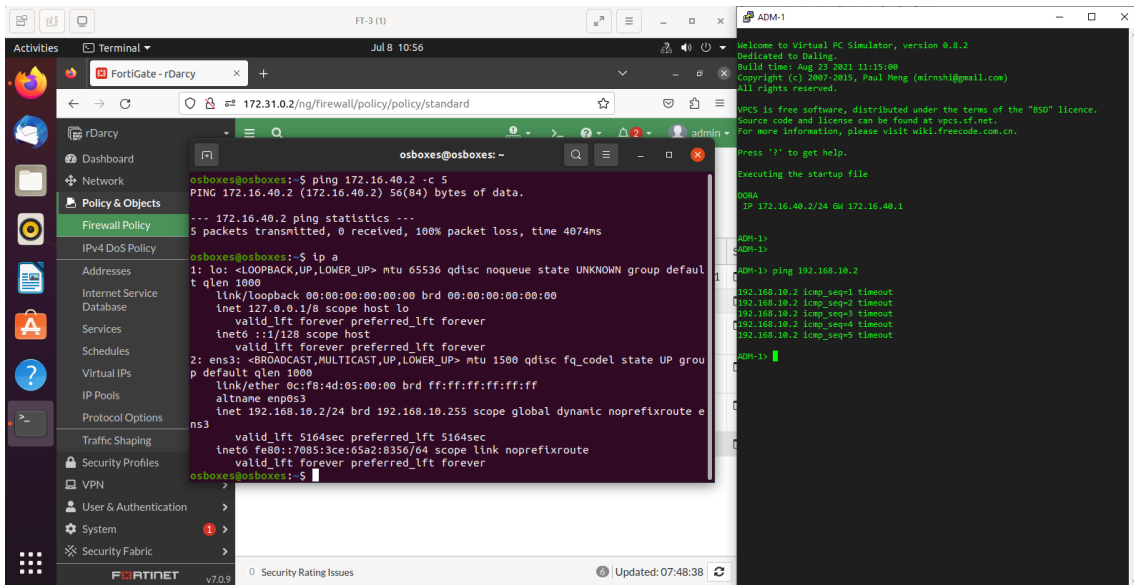 FT-3 (1)
Activities
Terminal
Jul 8 10:56
FortiGate - rDarcy
172.31.0.2/ng/firewall/policy/policy/standard
rDarcy
2
admin
Dashboard
Network
Policy & Objects
Firewall Policy
IPv4 DoS Policy
Addresses
Internet Service
Database
Services
Schedules
Virtual IPs
IP Pools
Protocol Options
Traffic Shaping
Security Profiles
VPN
User & Authentication
System
1
Security Fabric
FORTINET
v7.0.9
0 Security Rating Issues
6 Updated: 07:48:38
osboxes@osboxes: ~
osboxes@osboxes:~$ ping 172.16.40.2 -c 5
PING 172.16.40.2 (172.16.40.2) 56(84) bytes of data.
--- 172.16.40.2 ping statistics ---
5 packets transmitted, 0 received, 100% packet loss, time 4074ms
osboxes@osboxes:~$ ip a
1: lo: <LOOPBACK,UP,LOWER_UP> mtu 65536 qdisc noqueue state UNKNOWN group defaul
t qlen 1000
link/loopback 00:00:00:00:00:00 brd 00:00:00:00:00:00
inet 127.0.0.1/8 scope host lo
valid_lft forever preferred_lft forever
inet6 ::1/128 scope host
valid_lft forever preferred_lft forever
2: ens3: <BROADCAST,MULTICAST,UP,LOWER_UP> mtu 1500 qdisc fq_codel state UP grou
p default qlen 1000
link/ether 0c:f8:4d:05:00:00 brd ff:ff:ff:ff:ff:ff
altname enp0s3
inet 192.168.10.2/24 brd 192.168.10.255 scope global dynamic noprefixroute e
ns3
valid_lft 5164sec preferred_lft 5164sec
inet6 fe80::7085:3ce:65a2:8356/64 scope link noprefixroute
valid_lft forever preferred_lft forever
osboxes@osboxes:~$
ADM-1
Welcome to Virtual PC Simulator, version 0.8.2
Dedicated to Daling.
Build time: Aug 23 2021 11:15:00
Copyright (c) 2007-2015, Paul Meng (mirnshi@gmail.com)
All rights reserved.
VPCS is free software, distributed under the terms of the "BSD" licence.
Source code and license can be found at vpcs.sf.net.
For more information, please visit wiki.freecode.com.cn.
Press '?' to get help.
Executing the startup file
DORA
IP 172.16.40.2/24 GW 172.16.40.1
ADM-1>
ADM-1>
ADM-1> ping 192.168.10.2
192.168.10.2 icmp_seq=1 timeout
192.168.10.2 icmp_seq=2 timeout
192.168.10.2 icmp_seq=3 timeout
192.168.10.2 icmp_seq=4 timeout
192.168.10.2 icmp_seq=5 timeout
ADM-1>